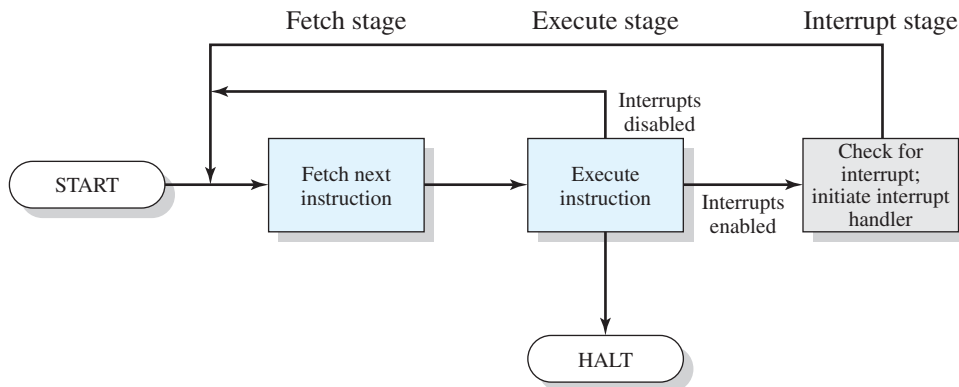 Fetch stage
Execute stage
Interrupt stage
Interrupts
disabled
START
Fetch next
instruction
Execute
instruction
Interrupts
enabled
Check for
interrupt;
initiate interrupt
handler
HALT